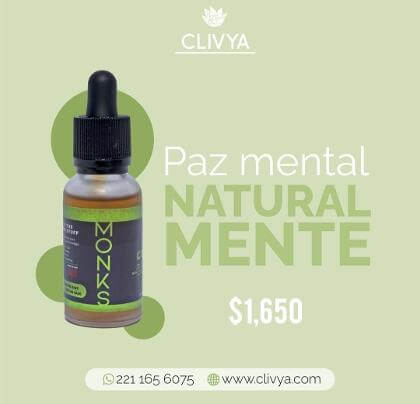 CLIVYA
Paz mental
NATURAL
MENTE
MONKS
$1,650
221 165 6075 www.clivya.com